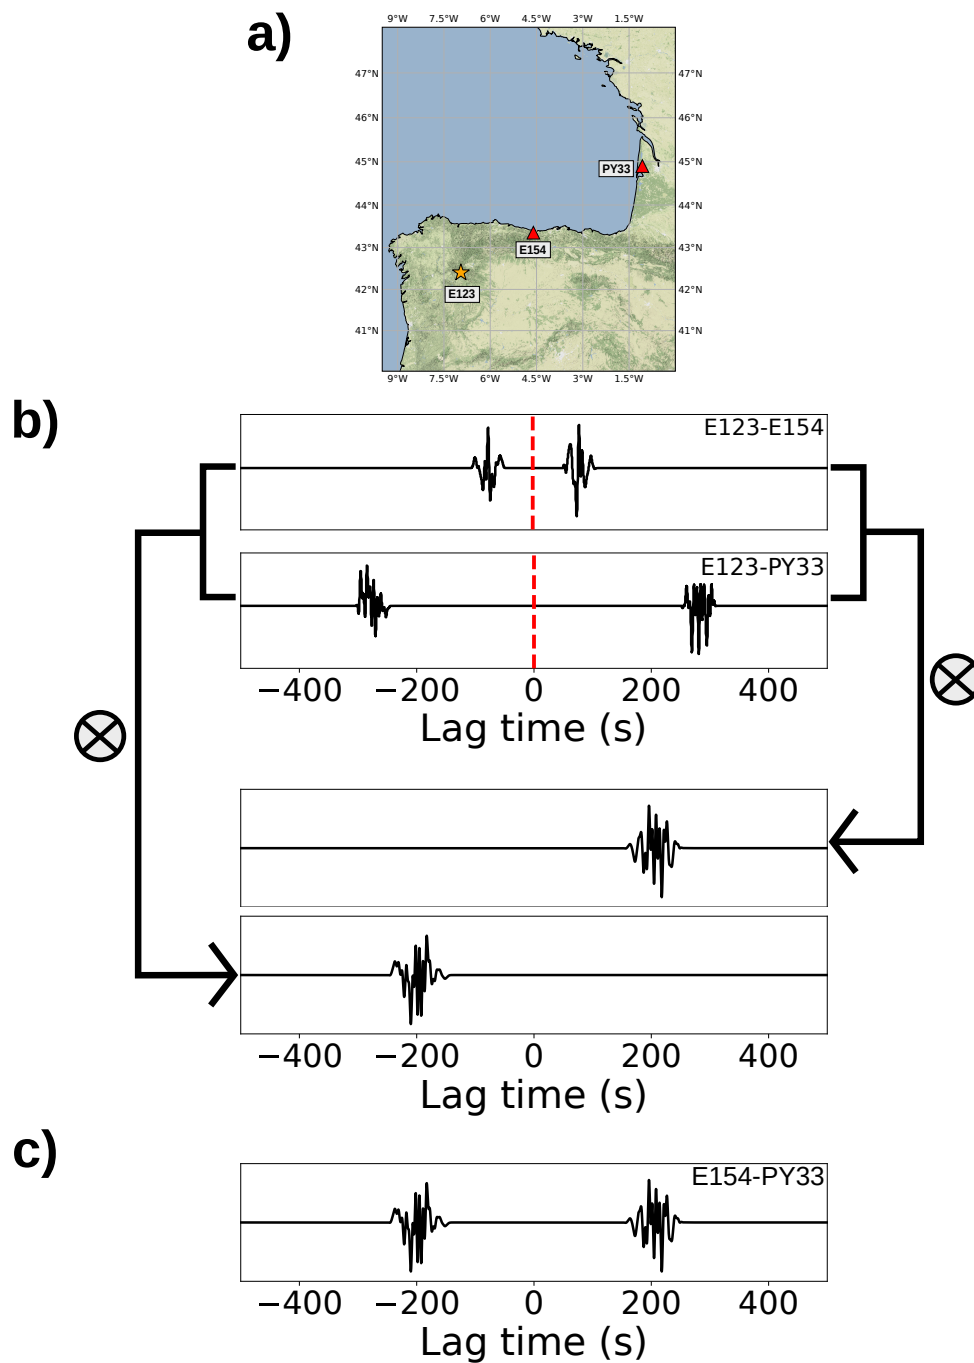 a)
9°W 7.5°W 6°W 4.5°W 3°W 1.5°W
47°N 47°N
46°N 46°N
45°N PY33 45°N
44°N 44°N
43°N E154 43°N
42°N E123 42°N
41°N 41°N
9°W 7.5°W 6°W 4.5°W 3°W 1.5°W
b)
E123-E154
E123-PY33
−400 −200 0 200 400
Lag time (s)
−400 −200 0 200 400
Lag time (s)
c)
E154-PY33
−400 −200 0 200 400
Lag time (s)